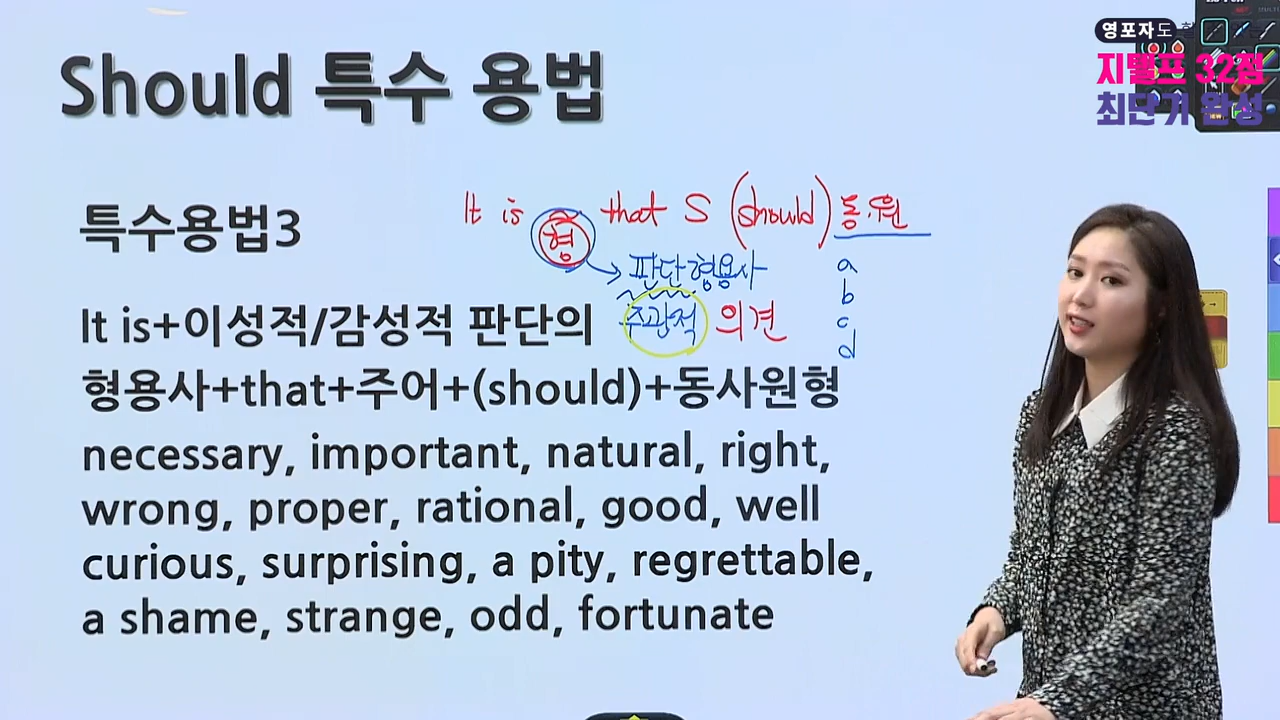 Should 특수 용법
영포자도
지텔프 32점
최단기 완성
특수용법3
It is 형 that S (should)동.원
판단형용사
주관적 의견
a
b
c
d
It is+이성적/감성적 판단의
형용사+that+주어+(should)+동사원형
necessary, important, natural, right,
wrong, proper, rational, good, well
curious, surprising, a pity, regrettable,
a shame, strange, odd, fortunate